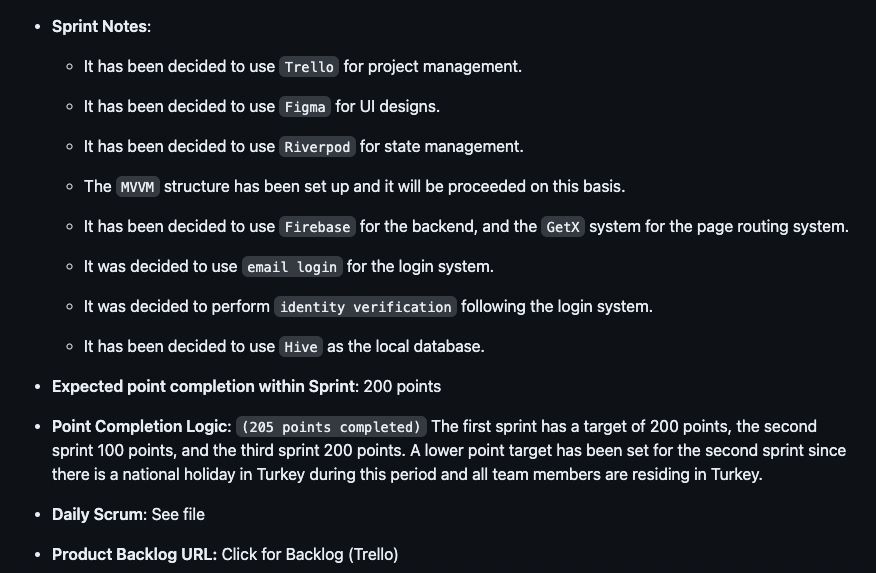 Sprint Notes:
It has been decided to use Trello for project management.
It has been decided to use Figma for UI designs.
It has been decided to use Riverpod for state management.
The MVVM structure has been set up and it will be proceeded on this basis.
It has been decided to use Firebase for the backend, and the GetX system for the page routing system.
It was decided to use email login for the login system.
It was decided to perform identity verification following the login system.
It has been decided to use Hive as the local database.
Expected point completion within Sprint: 200 points
Point Completion Logic: (205 points completed) The first sprint has a target of 200 points, the second
sprint 100 points, and the third sprint 200 points. A lower point target has been set for the second sprint since
there is a national holiday in Turkey during this period and all team members are residing in Turkey.
Daily Scrum: See file
Product Backlog URL: Click for Backlog (Trello)